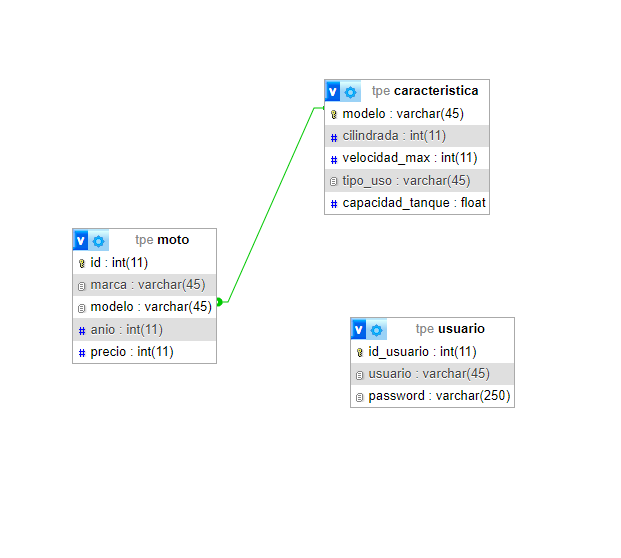 v tpe caracteristica
modelo : varchar(45)
# cilindrada : int(11)
# velocidad_max : int(11)
tipo_uso : varchar(45)
# capacidad_tanque : float
v tpe moto
id : int(11)
marca : varchar(45)
modelo : varchar(45)
# anio : int(11)
# precio : int(11)
v tpe usuario
id_usuario : int(11)
usuario : varchar(45)
password : varchar(250)